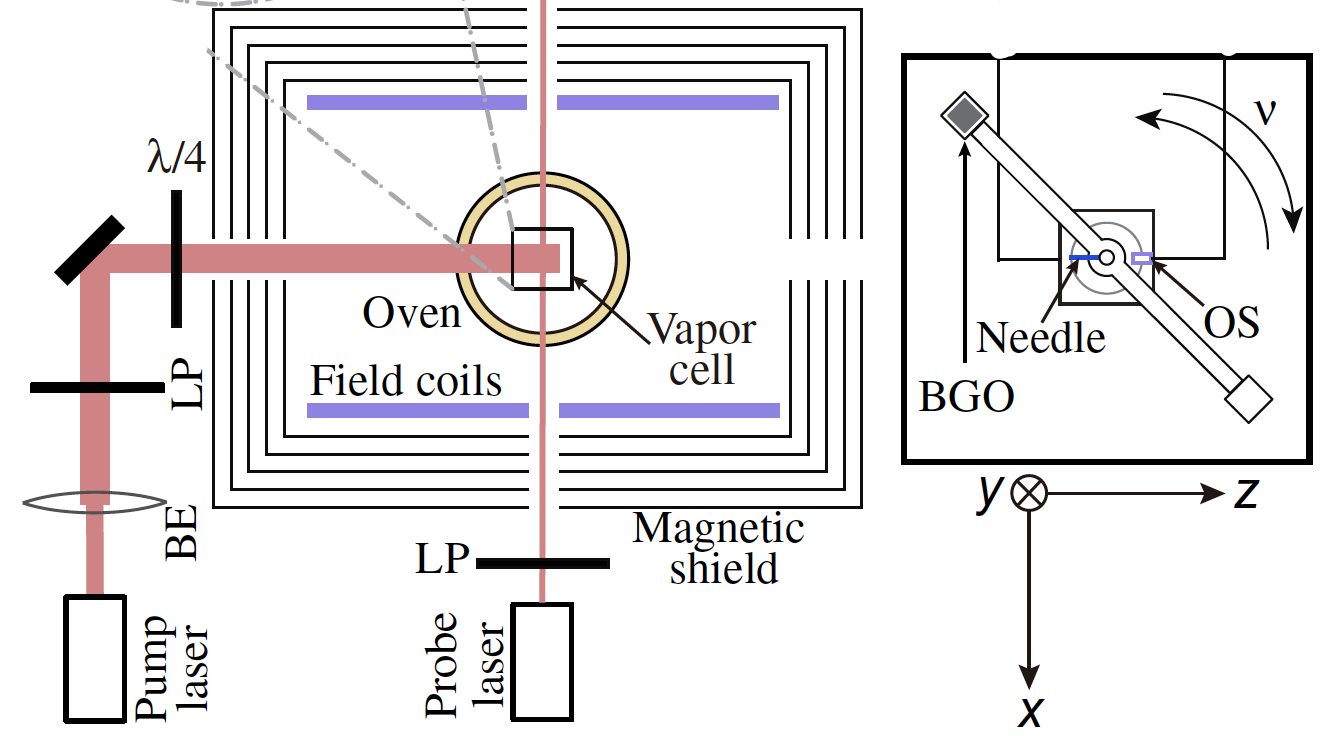 λ/4
ν
Oven
Vapor
cell
Needle
OS
Field coils
LP
BGO
BE
y
z
Magnetic
shield
LP
Pump
laser
Probe
laser
x